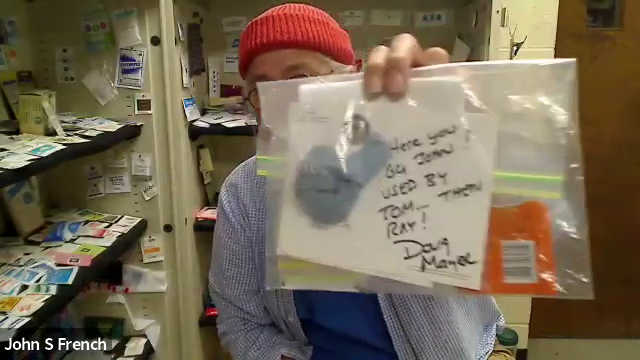 Here you
GO JOHN!
USED BY
TOM— THEN
RAY!
Doug
Mayer
John S French